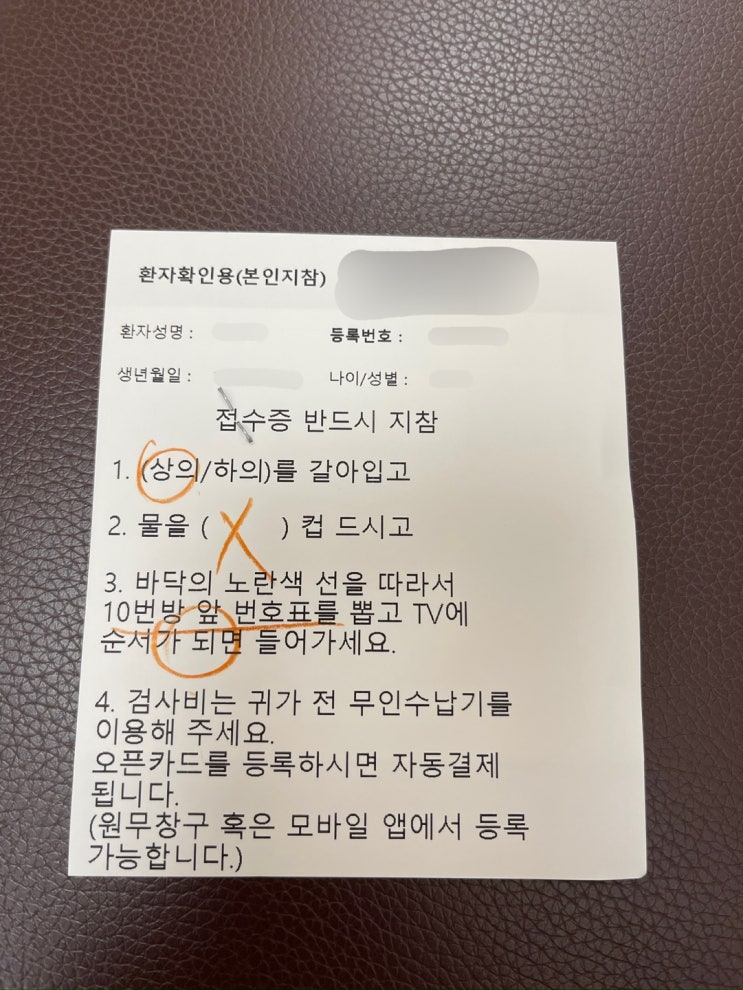 환자확인용(본인지참)
환자성명 : 등록번호 :
생년월일 : 나이/성별 :
접수증 반드시 지참
1. (상의/하의)를 갈아입고
2. 물을 ( X ) 컵 드시고
3. 바닥의 노란색 선을 따라서
10번방 앞 번호표를 뽑고 TV에
순서가 되면 들어가세요.
4. 검사비는 귀가 전 무인수납기를
이용해 주세요.
오픈카드를 등록하시면 자동결제
됩니다.
(원무창구 혹은 모바일 앱에서 등록
가능합니다.)